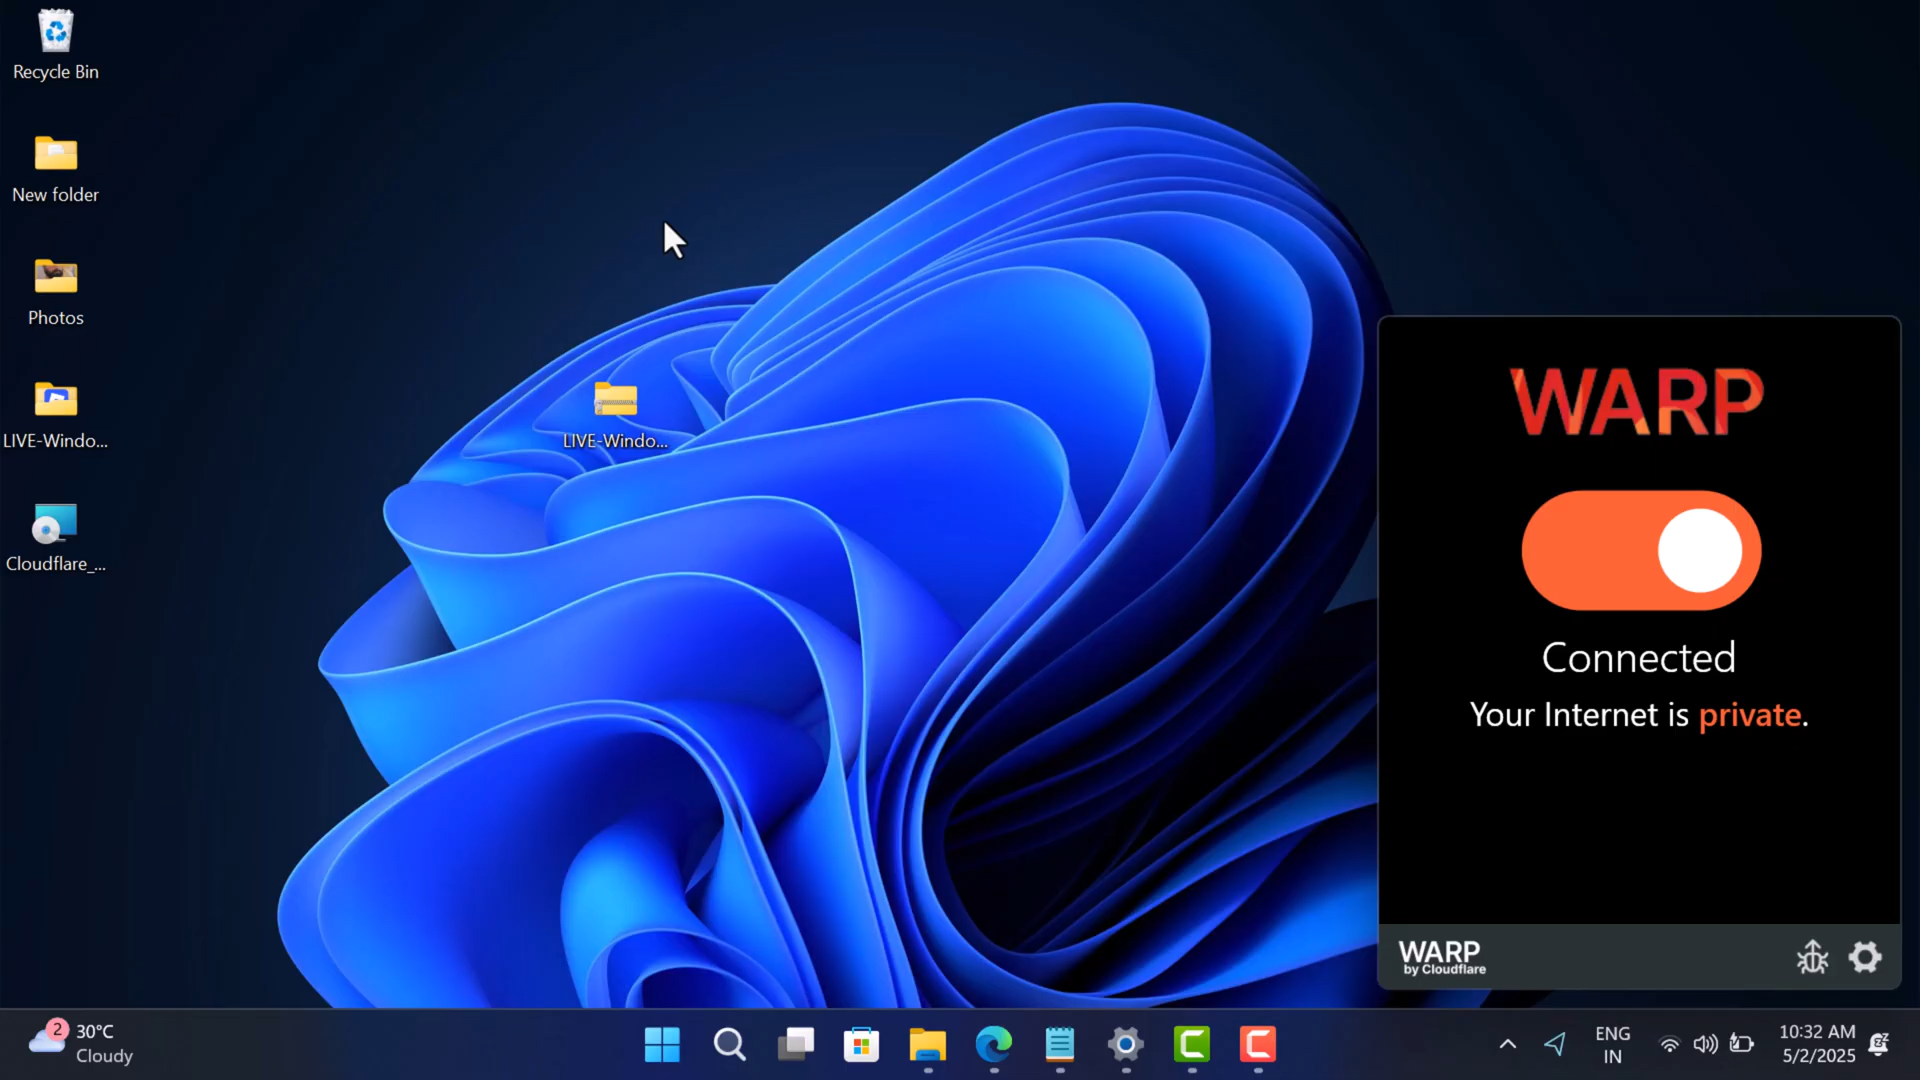 Recycle Bin
New folder
Photos
LIVE-Windo...
Cloudflare_...
LIVE-Windo...
WARP
Connected
Your Internet is private.
WARP
by Cloudflare
2
30°C
Cloudy
ENG
IN
10:32 AM
5/2/2025